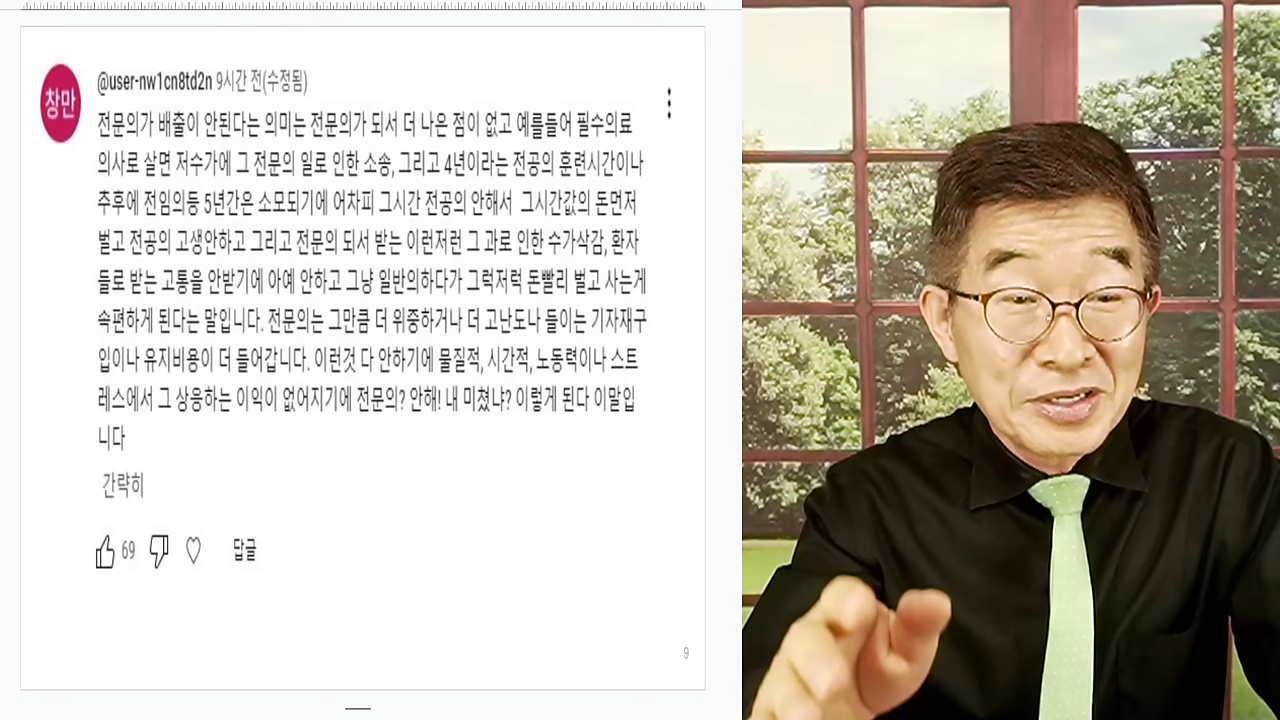 창만
@user-nw1cn8td2n 9시간 전(수정됨)
전문의가 배출이 안된다는 의미는 전문의가 되서 더 나은 점이 없고 예를들어 필수의료
의사로 살면 저수가에 그 전문의 일로 인한 소송, 그리고 4년이라는 전공의 훈련시간이나
추후에 전임의등 5년간은 소모되기에 어차피 그시간 전공의 안해서 그시간값의 돈먼저
벌고 전공의 고생안하고 그리고 전문의 되서 받는 이런저런 그 과로 인한 수가삭감, 환자
들로 받는 고통을 안받기에 아예 안하고 그냥 일반의하다가 그럭저럭 돈빨리 벌고 사는게
속편하게 된다는 말입니다. 전문의는 그만큼 더 위중하거나 더 고난도나 들이는 기자재구
입이나 유지비용이 더 들어갑니다. 이런것 다 안하기에 물질적, 시간적, 노동력이나 스트
레스에서 그 상응하는 이익이 없어지기에 전문의? 안해! 내 미쳤냐? 이렇게 된다 이말입
니다
간략히
69 답글
9